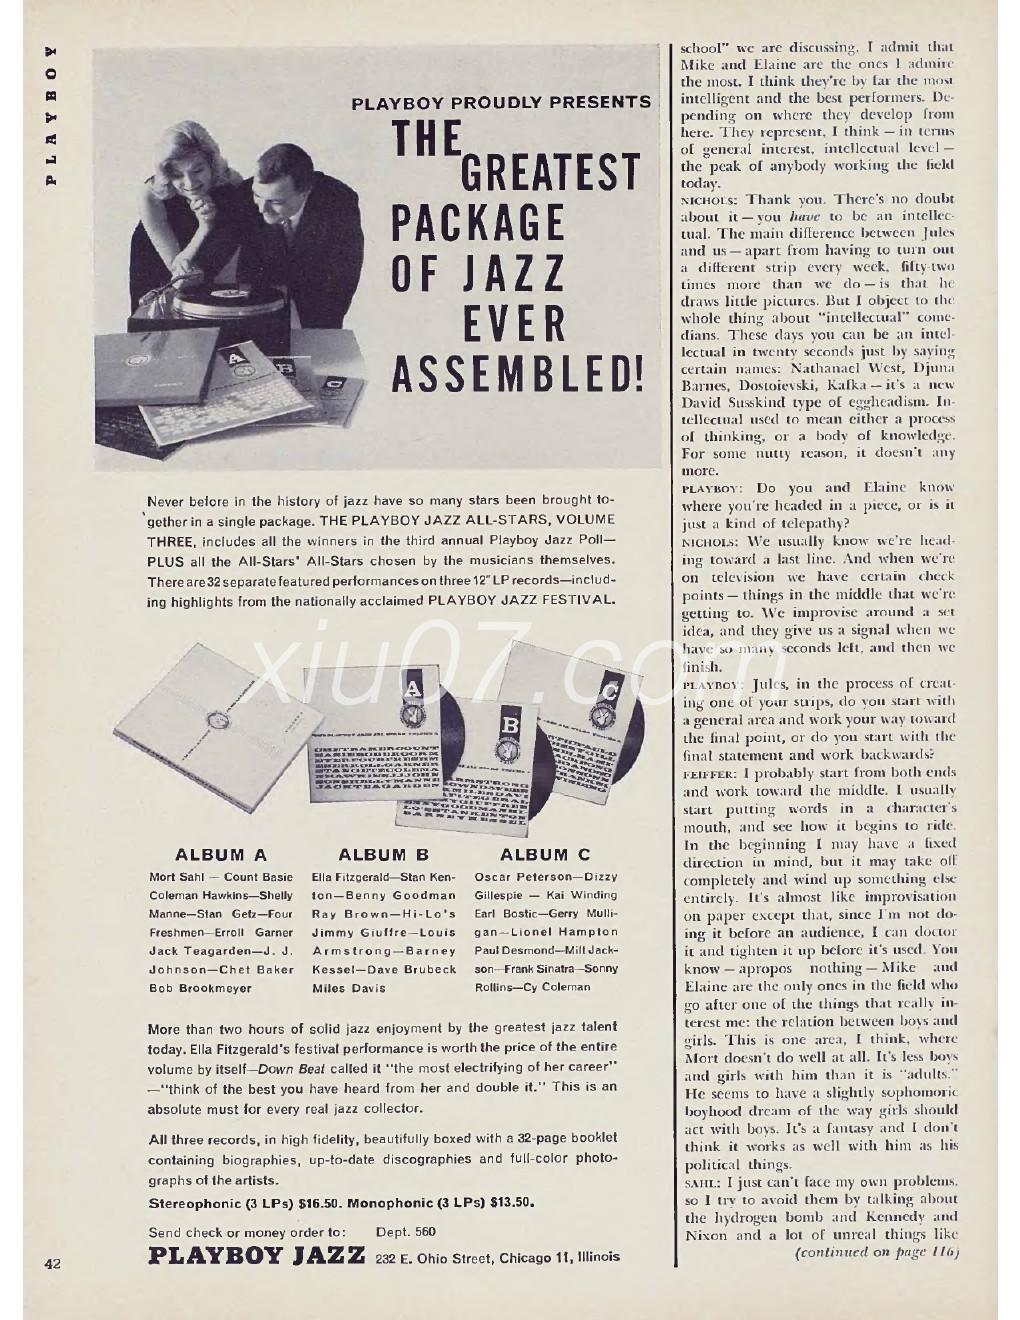 PLAYBOY
PLAYBOY PROUDLY PRESENTS
THE
GREATEST
PACKAGE
OF JAZZ
EVER
ASSEMBLED!
A
B
C
Never before in the history of jazz have so many stars been brought to-
gether in a single package. THE PLAYBOY JAZZ ALL-STARS, VOLUME
THREE, includes all the winners in the third annual Playboy Jazz Poll—
PLUS all the All-Stars' All-Stars chosen by the musicians themselves.
There are 32 separate featured performances on three 12" LP records—includ-
ing highlights from the nationally acclaimed PLAYBOY JAZZ FESTIVAL.
xiu07.com
A
B
C
ALBUM A
Mort Sahl — Count Basie
Coleman Hawkins—Shelly
Manne—Stan Getz—Four
Freshmen—Erroll Garner
Jack Teagarden—J. J.
Johnson—Chet Baker
Bob Brookmeyer
ALBUM B
Ella Fitzgerald—Stan Ken-
ton—Benny Goodman
Ray Brown—Hi-Lo's
Jimmy Giuffre—Louis
Armstrong—Barney
Kessel—Dave Brubeck
Miles Davis
ALBUM C
Oscar Peterson—Dizzy
Gillespie — Kai Winding
Earl Bostic—Gerry Mulli-
gan—Lionel Hampton
Paul Desmond—Milt Jack-
son—Frank Sinatra—Sonny
Rollins—Cy Coleman
More than two hours of solid jazz enjoyment by the greatest jazz talent
today. Ella Fitzgerald's festival performance is worth the price of the entire
volume by itself—Down Beat called it "the most electrifying of her career"
—"think of the best you have heard from her and double it." This is an
absolute must for every real jazz collector.
All three records, in high fidelity, beautifully boxed with a 32-page booklet
containing biographies, up-to-date discographies and full-color photo-
graphs of the artists.
Stereophonic (3 LPs) $16.50. Monophonic (3 LPs) $13.50.
Send check or money order to: Dept. 560
PLAYBOY JAZZ 232 E. Ohio Street, Chicago 11, Illinois
42
school" we are discussing, I admit that
Mike and Elaine are the ones I admire
the most. I think they're by far the most
intelligent and the best performers. De-
pending on where they develop from
here. They represent, I think — in terms
of general interest, intellectual level —
the peak of anybody working the field
today.
NICHOLS: Thank you. There's no doubt
about it — you have to be an intellec-
tual. The main difference between Jules
and us — apart from having to turn out
a different strip every week, fifty-two
times more than we do — is that he
draws little pictures. But I object to the
whole thing about "intellectual" come-
dians. These days you can be an intel-
lectual in twenty seconds just by saying
certain names: Nathanael West, Djuna
Barnes, Dostoievski, Kafka — it's a new
David Susskind type of eggheadism. In-
tellectual used to mean either a process
of thinking, or a body of knowledge.
For some nutty reason, it doesn't any
more.
PLAYBOY: Do you and Elaine know
where you're headed in a piece, or is it
just a kind of telepathy?
NICHOLS: We usually know we're head-
ing toward a last line. And when we're
on television we have certain check
points — things in the middle that we're
getting to. We improvise around a set
idea, and they give us a signal when we
have so many seconds left, and then we
finish.
PLAYBOY: Jules, in the process of creat-
ing one of your strips, do you start with
a general area and work your way toward
the final point, or do you start with the
final statement and work backwards?
FEIFFER: I probably start from both ends
and work toward the middle. I usually
start putting words in a character's
mouth, and see how it begins to ride.
In the beginning I may have a fixed
direction in mind, but it may take off
completely and wind up something else
entirely. It's almost like improvisation
on paper except that, since I'm not do-
ing it before an audience, I can doctor
it and tighten it up before it's used. You
know — apropos nothing — Mike and
Elaine are the only ones in the field who
go after one of the things that really in-
terest me: the relation between boys and
girls. This is one area, I think, where
Mort doesn't do well at all. It's less boys
and girls with him than it is "adults."
He seems to have a slightly sophomoric
boyhood dream of the way girls should
act with boys. It's a fantasy and I don't
think it works as well with him as his
political things.
SAHL: I just can't face my own problems,
so I try to avoid them by talking about
the hydrogen bomb and Kennedy and
Nixon and a lot of unreal things like
(continued on page 116)